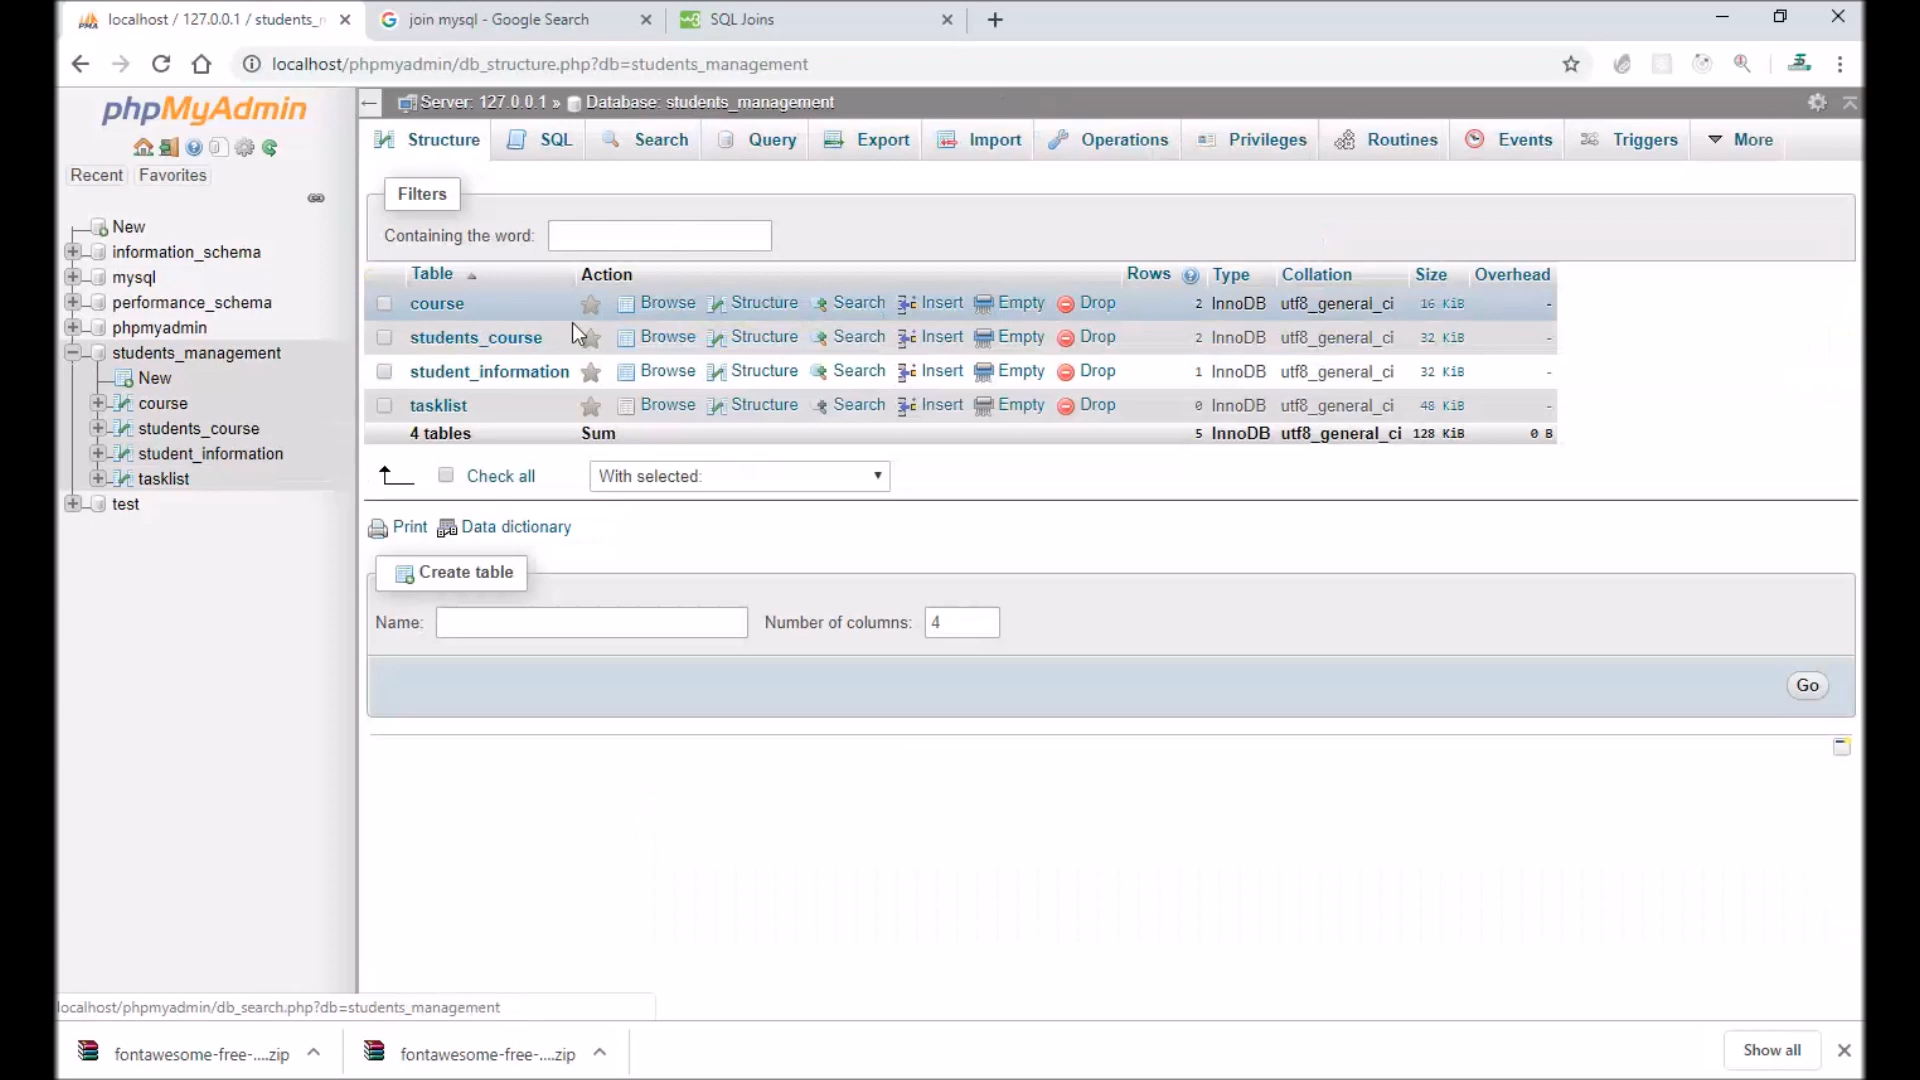 localhost / 127.0.0.1 / students_
join mysql - Google Search
SQL Joins
localhost/phpmyadmin/db_structure.php?db=students_management
phpMyAdmin
Recent Favorites
New
information_schema
mysql
performance_schema
phpmyadmin
students_management
New
course
students_course
student_information
tasklist
test
Server: 127.0.0.1 » Database: students_management
Structure SQL Search Query Export Import Operations Privileges Routines Events Triggers More
Filters
Containing the word:
Table Action Rows Type Collation Size Overhead
course Browse Structure Search Insert Empty Drop 2 InnoDB utf8_general_ci 16 KiB -
students_course Browse Structure Search Insert Empty Drop 2 InnoDB utf8_general_ci 32 KiB -
student_information Browse Structure Search Insert Empty Drop 1 InnoDB utf8_general_ci 32 KiB -
tasklist Browse Structure Search Insert Empty Drop 0 InnoDB utf8_general_ci 48 KiB -
4 tables Sum 5 InnoDB utf8_general_ci 128 KiB 0 B
Check all With selected:
Print Data dictionary
Create table
Name: Number of columns: 4
Go
localhost/phpmyadmin/db_search.php?db=students_management
fontawesome-free-....zip
fontawesome-free-....zip
Show all